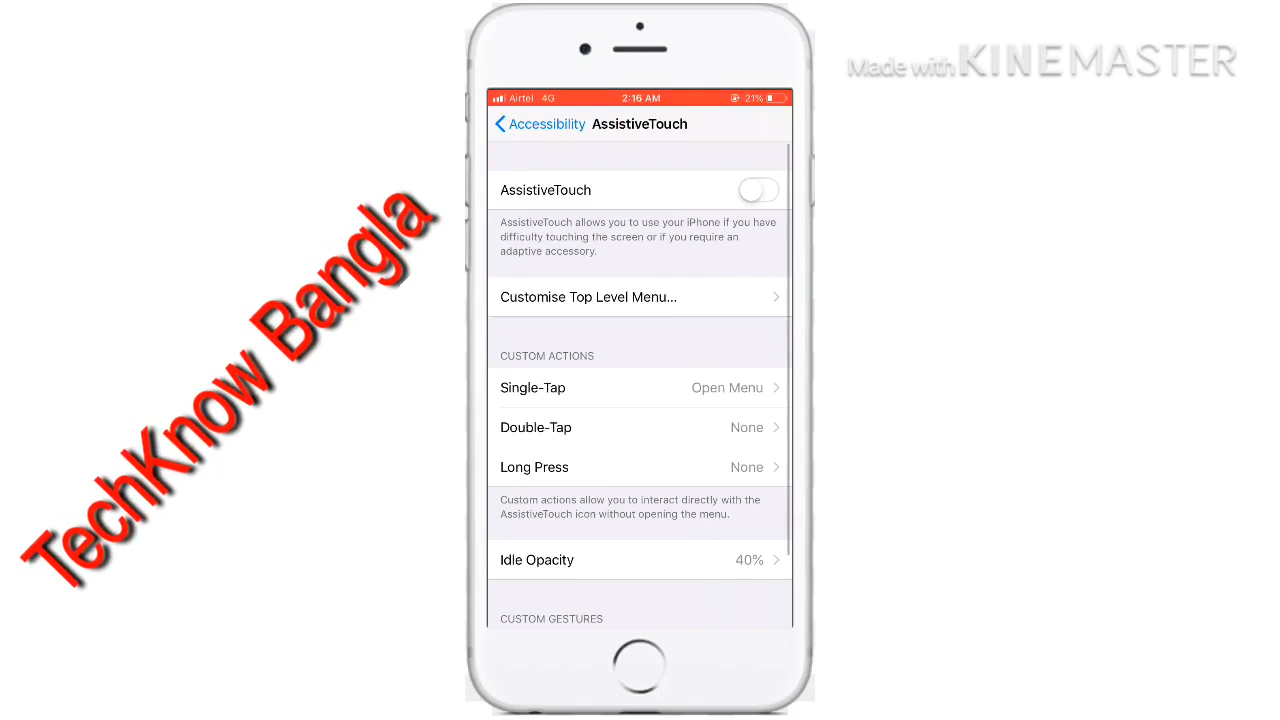 Made with KINEMASTER
Airtel 4G 2:16 AM 21%
Accessibility AssistiveTouch
AssistiveTouch
AssistiveTouch allows you to use your iPhone if you have
difficulty touching the screen or if you require an
adaptive accessory.
Customise Top Level Menu...
CUSTOM ACTIONS
Single-Tap Open Menu
Double-Tap None
Long Press None
Custom actions allow you to interact directly with the
AssistiveTouch icon without opening the menu.
Idle Opacity 40%
CUSTOM GESTURES
TechKnow Bangla